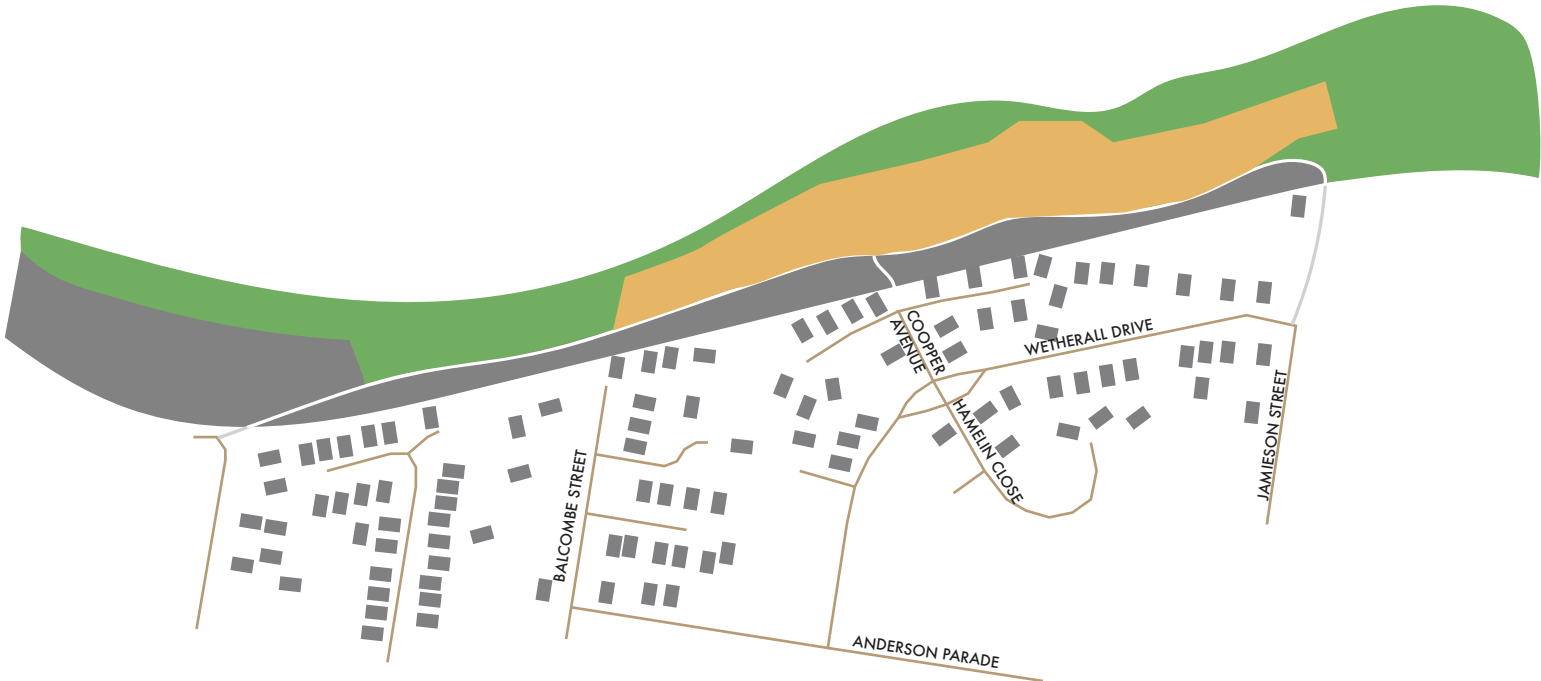 COOPPER
AVENUE
WETHERALL DRIVE
HAMELIN CLOSE
JAMIESON STREET
BALCOMBE STREET
ANDERSON PARADE